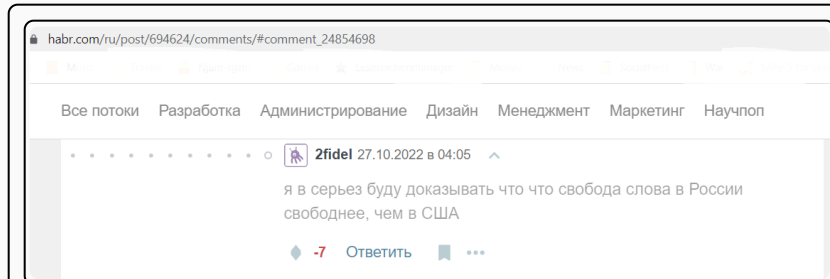 habr.com/ru/post/694624/comments/#comment_24854698
Все потоки Разработка Администрирование Дизайн Менеджмент Маркетинг Научпоп
2fidel 27.10.2022 в 04:05
я в серьез буду доказывать что что свобода слова в России
свободнее, чем в США
-7 Ответить